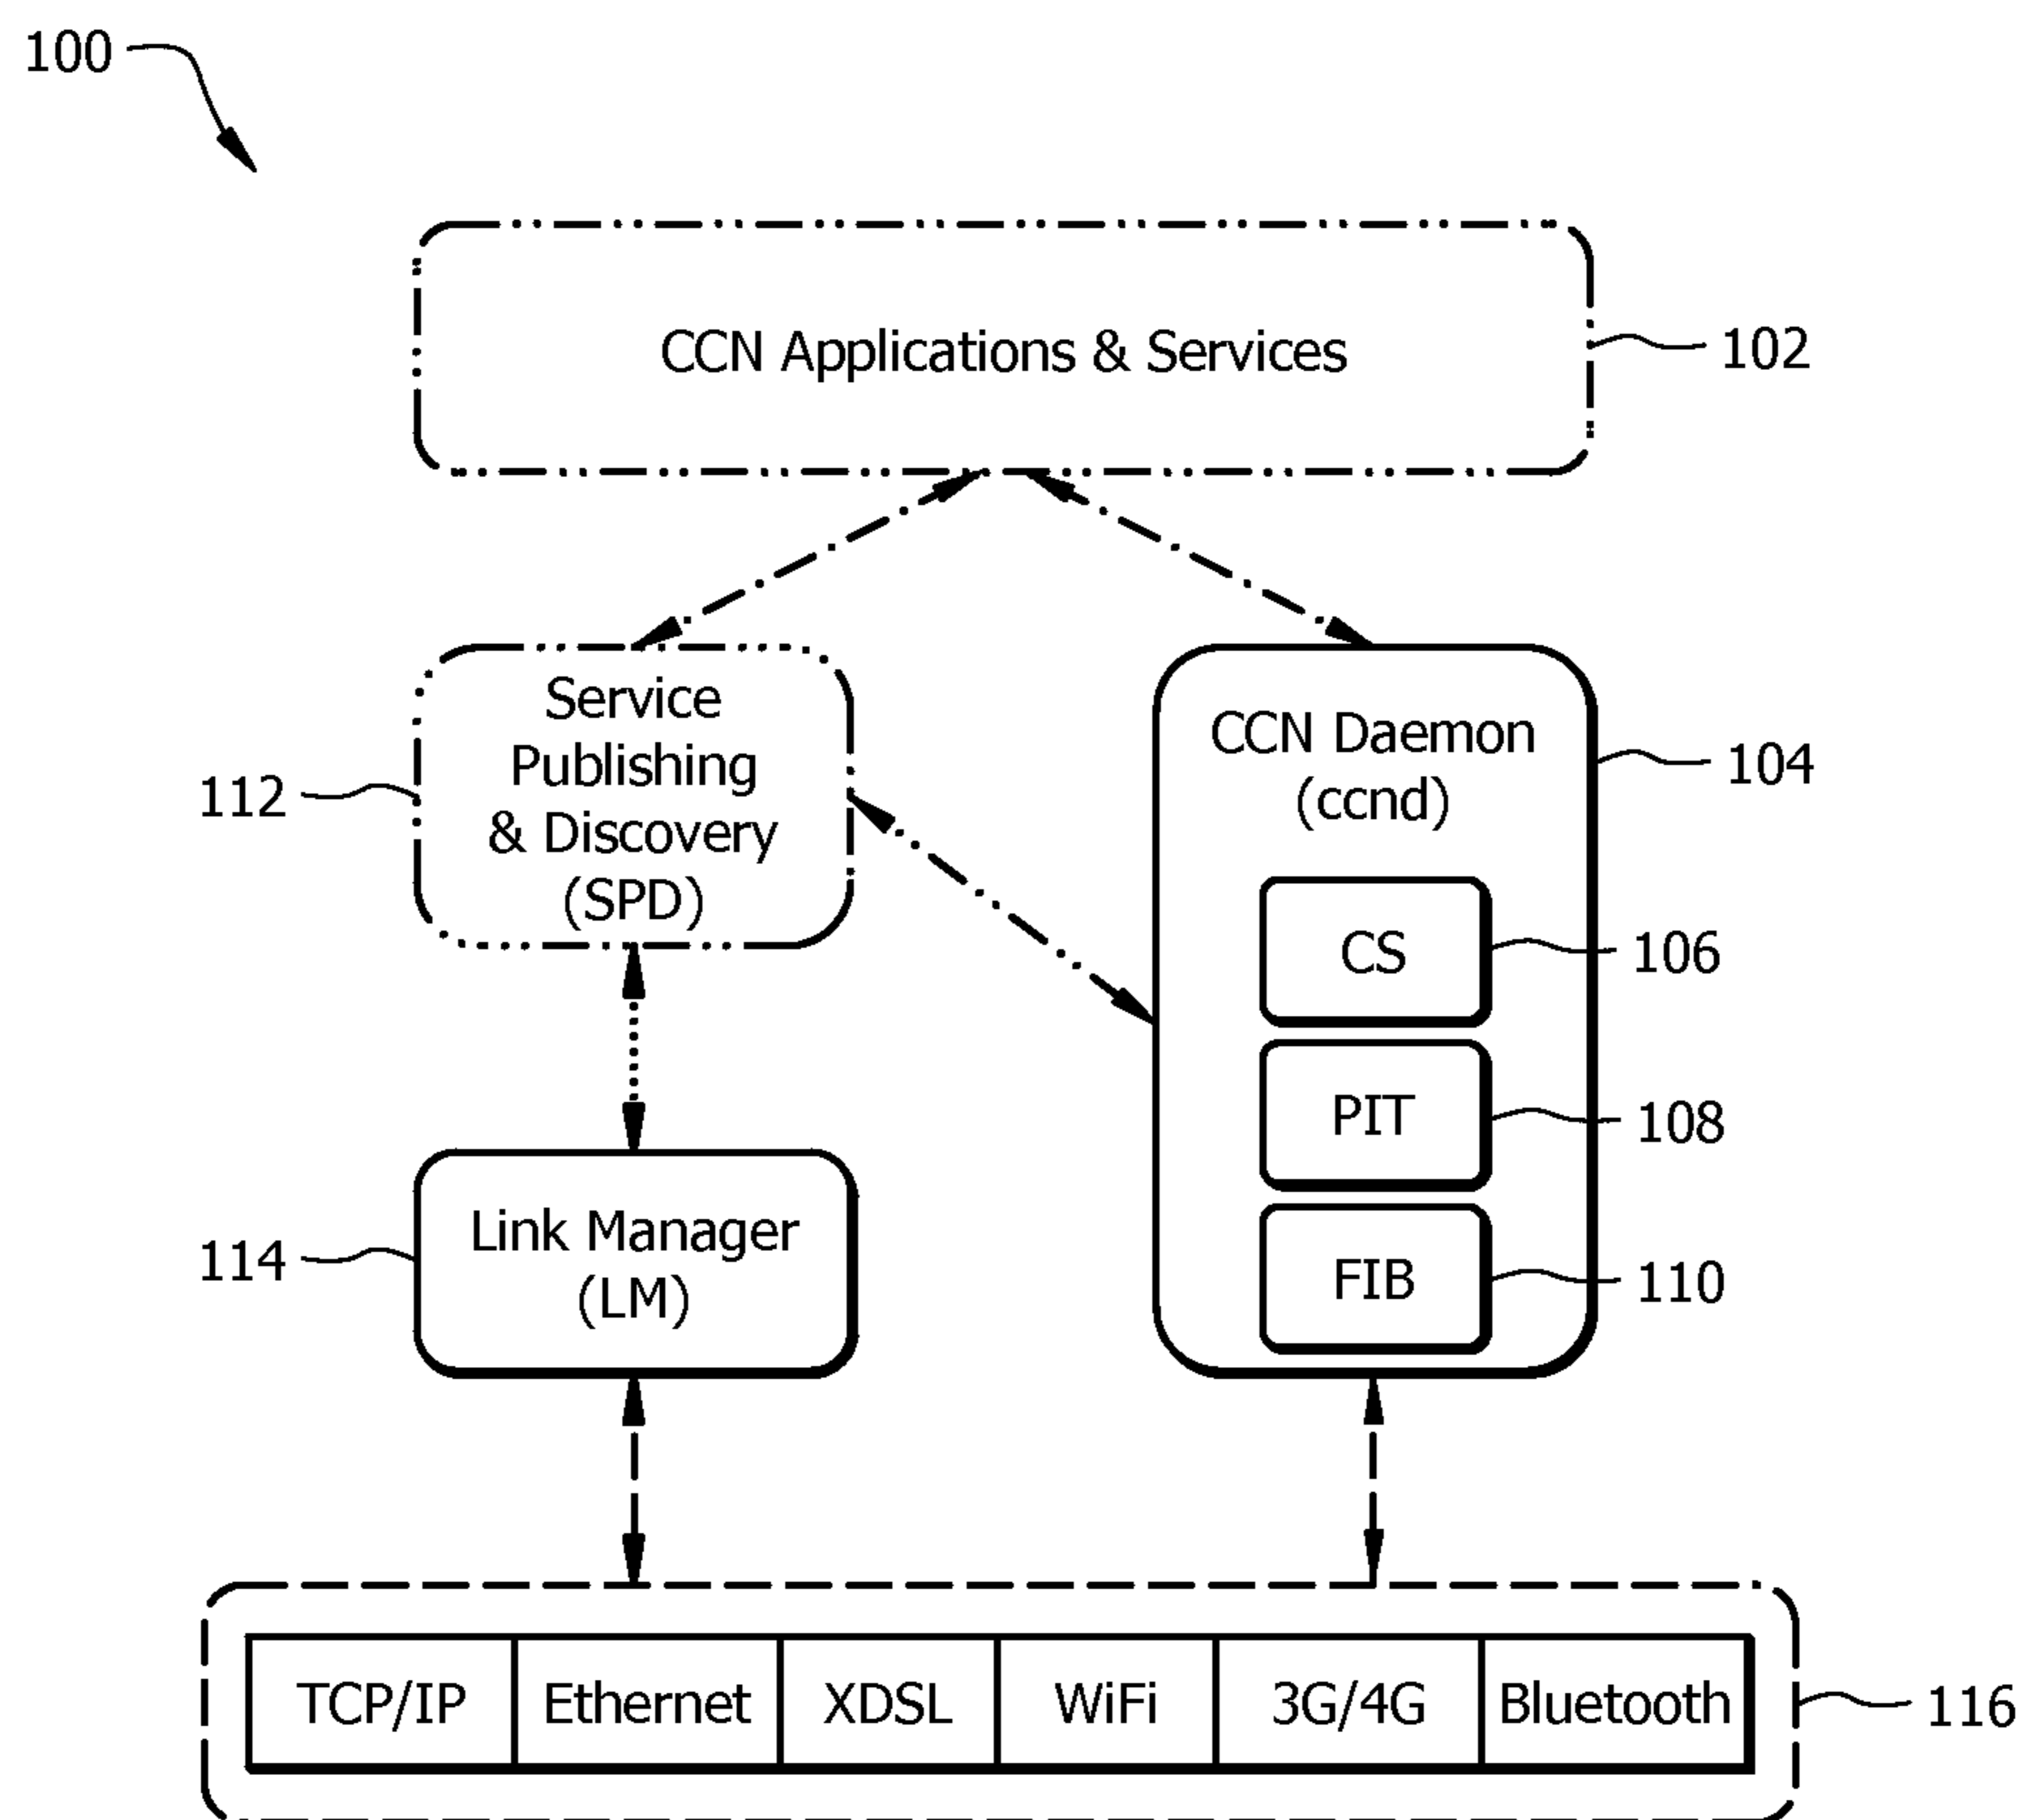 100
CCN Applications & Services
102
Service
Publishing
& Discovery
(SPD)
112
CCN Daemon
(ccnd)
104
CS
106
PIT
108
FIB
110
Link Manager
(LM)
114
TCP/IP Ethernet XDSL WiFi 3G/4G Bluetooth
116